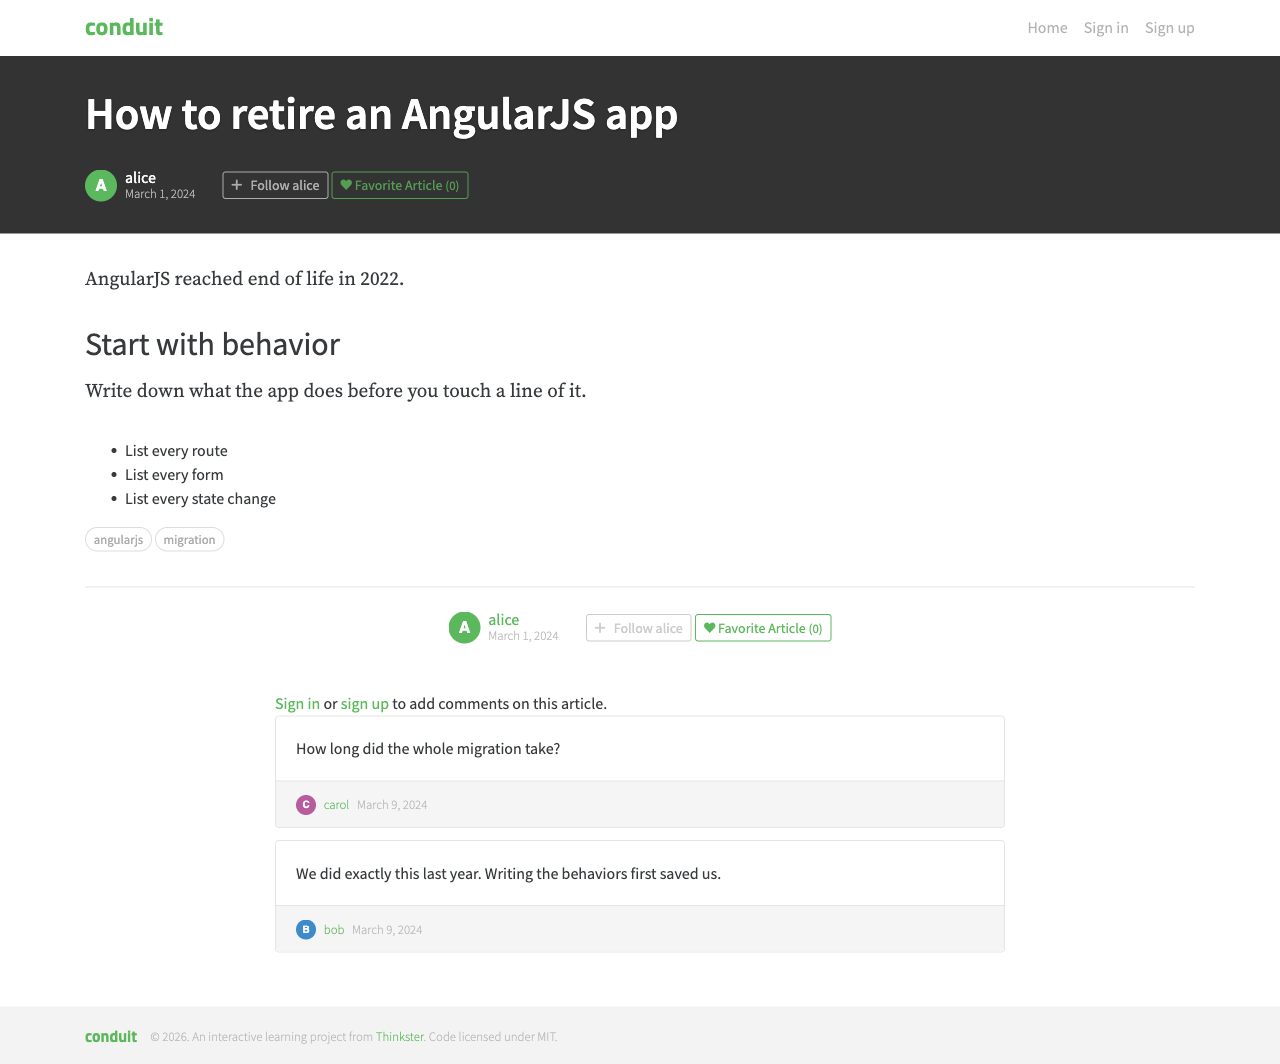 conduit
Home Sign in Sign up
How to retire an AngularJS app
A alice
March 1, 2024
Follow alice Favorite Article (0)
AngularJS reached end of life in 2022.
Start with behavior
Write down what the app does before you touch a line of it.
List every route
List every form
List every state change
angularjs migration
A alice
March 1, 2024
Follow alice Favorite Article (0)
Sign in or sign up to add comments on this article.
How long did the whole migration take?
C carol March 9, 2024
We did exactly this last year. Writing the behaviors first saved us.
B bob March 9, 2024
conduit © 2026. An interactive learning project from Thinkster. Code licensed under MIT.